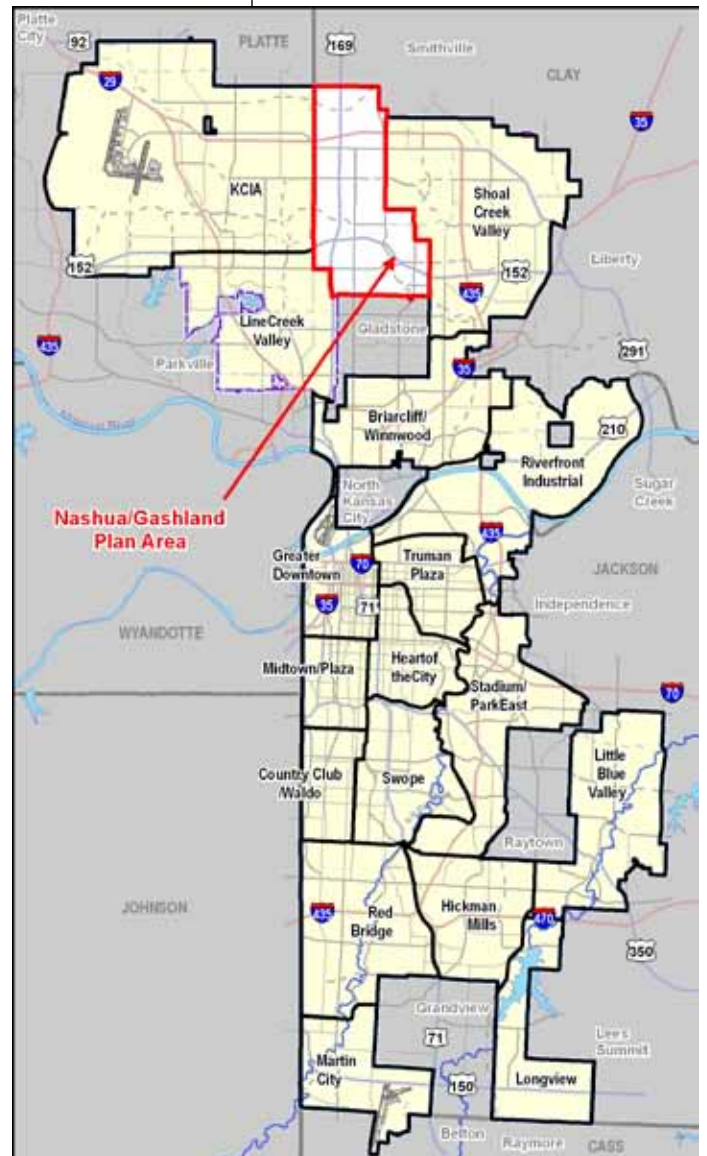 Platte
City
92
PLATTE
169
Smithville
CLAY
29
35
KCIA
Shoal
Creek
Valley
152
152
Liberty
435
LineCreek
Valley
Gladstone
435
Parkville
35
291
Missouri River
Briarcliff/
Winnwood
210
Riverfront
Industrial
North
Kansas
City
Sugar
Creek
Nashua/Gashland
Plan Area
435
Greater
Downtown
70
Truman
Plaza
JACKSON
35
71
Independence
WYANDOTTE
Heartof
theCity
Midtown/Plaza
Stadium/
ParkEast
70
Country Club
/Waldo
Swope
Little
Blue
Valley
Raytown
JOHNSON
435
Red
Bridge
Hickman
Mills
470
350
Grandview
71
Lees
Summit
Martin
City
150
Longview
Belton
Raymore
CASS